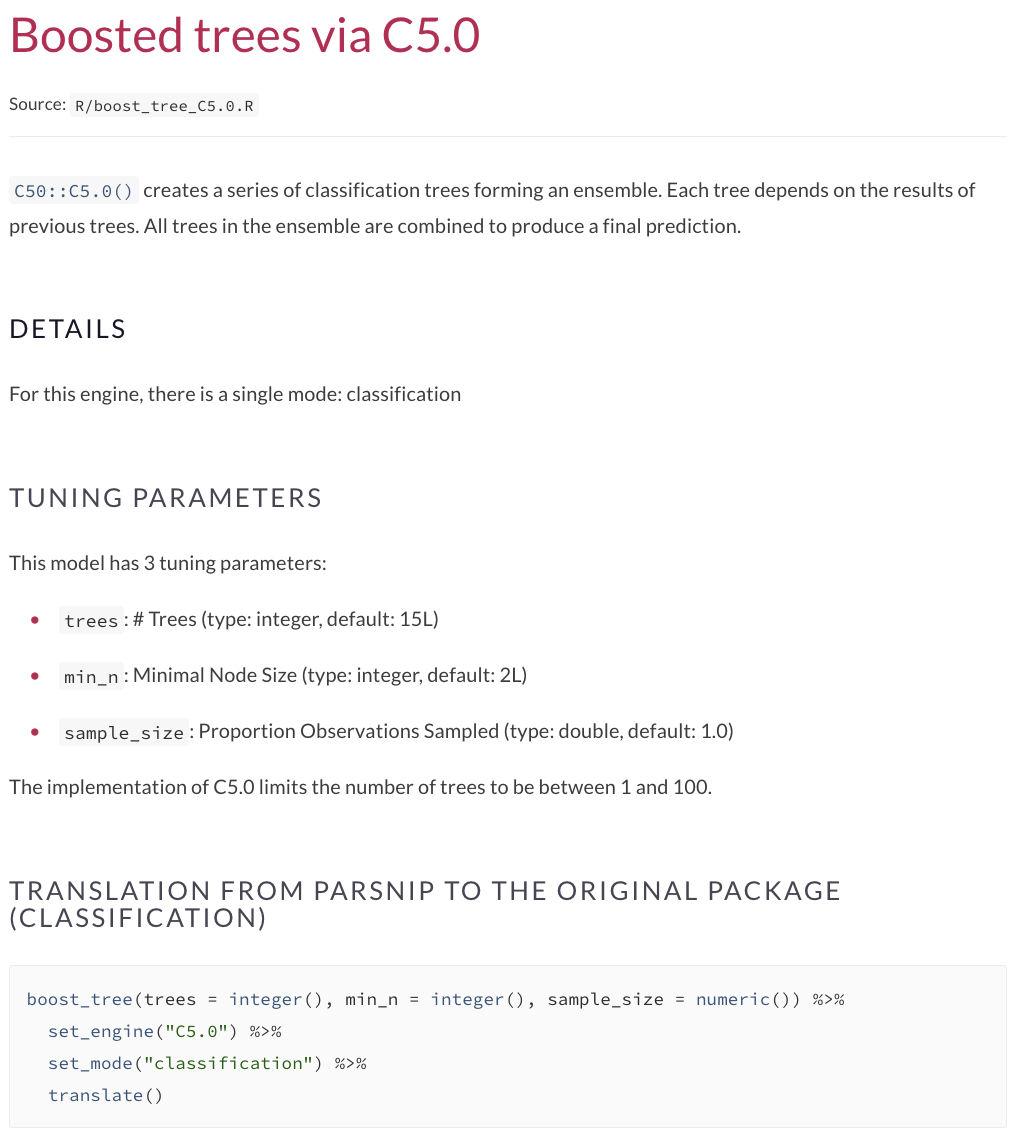 Boosted trees via C5.0
Source: R/boost_tree_C5.0.R
C50::C5.0() creates a series of classification trees forming an ensemble. Each tree depends on the results of
previous trees. All trees in the ensemble are combined to produce a final prediction.
DETAILS
For this engine, there is a single mode: classification
TUNING PARAMETERS
This model has 3 tuning parameters:
• trees: # Trees (type: integer, default: 15L)
• min_n: Minimal Node Size (type: integer, default: 2L)
• sample_size: Proportion Observations Sampled (type: double, default: 1.0)
The implementation of C5.0 limits the number of trees to be between 1 and 100.
TRANSLATION FROM PARSNIP TO THE ORIGINAL PACKAGE
(CLASSIFICATION)
boost_tree(trees = integer(), min_n = integer(), sample_size = numeric()) %>%
  set_engine("C5.0") %>%
  set_mode("classification") %>%
  translate()